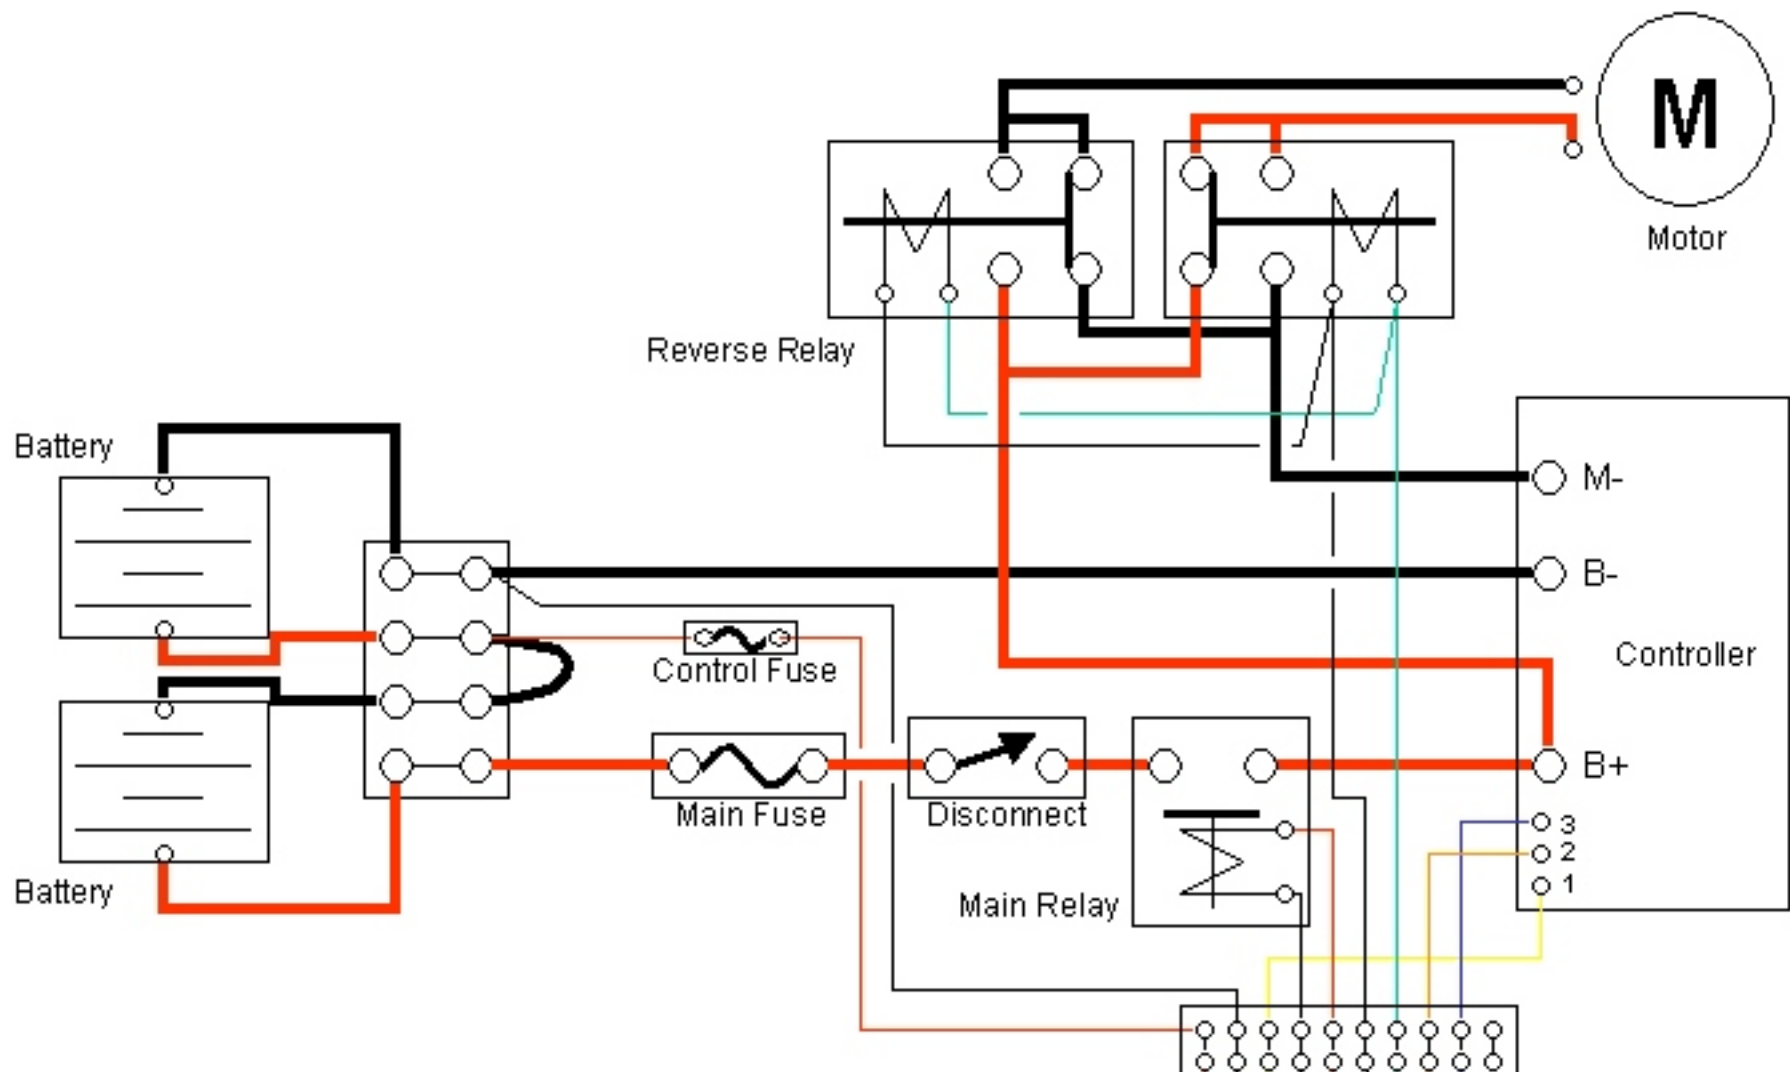 M
Motor
Reverse Relay
Battery
M-
B-
Controller
Control Fuse
B+
Main Fuse
Disconnect
3
2
1
Battery
Main Relay